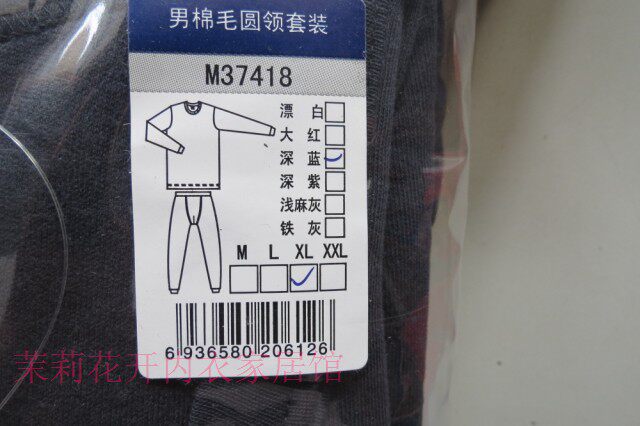 男棉毛圆领套装
M37418
漂 白
大 红
深 蓝
深 紫
浅麻灰
铁 灰
M L XL XXL
6 936580 206126
茉莉花开内衣家居馆